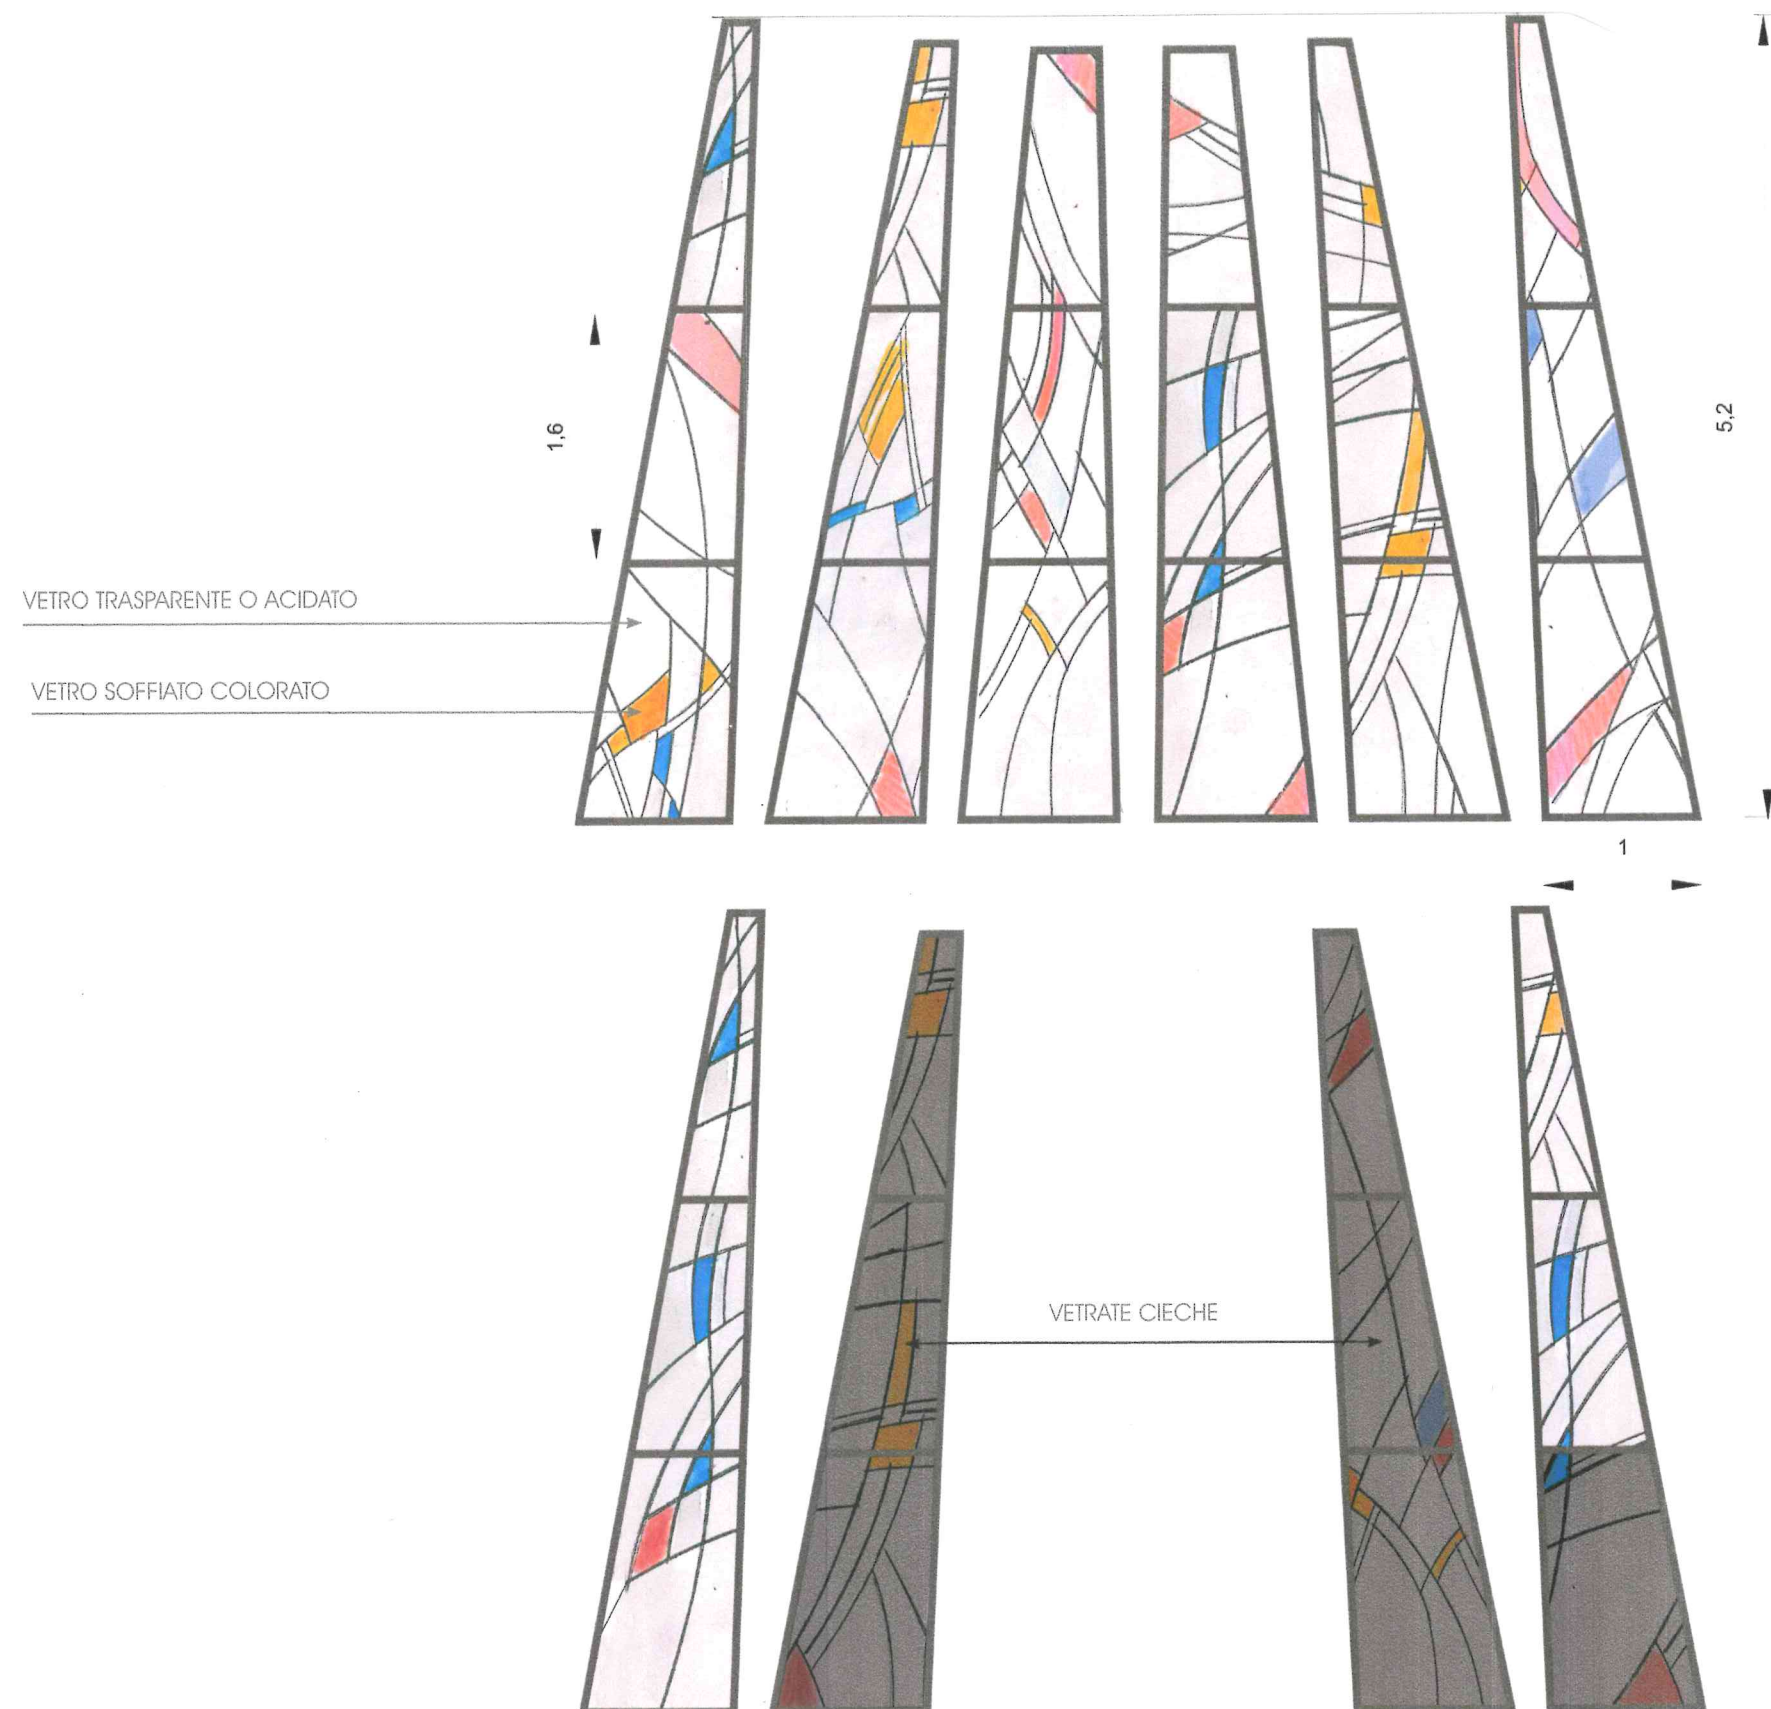 1,6
5,2
VETRO TRASPARENTE O ACIDATO
VETRO SOFFIATO COLORATO
1
VETRATE CIECHE